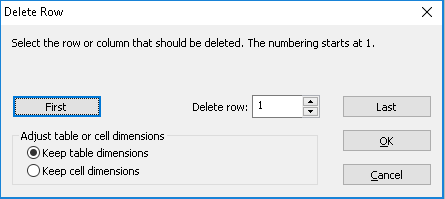 Delete Row
Select the row or column that should be deleted. The numbering starts at 1.
First
Delete row: 1
Last
Adjust table or cell dimensions
Keep table dimensions
Keep cell dimensions
OK
Cancel